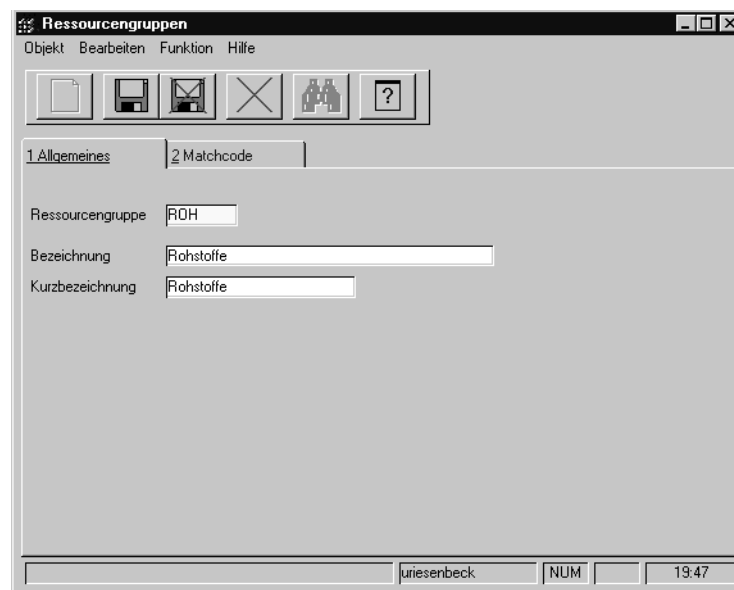 Ressourcengruppen
Objekt Bearbeiten Funktion Hilfe
?
1 Allgemeines 2 Matchcode
Ressourcengruppe ROH
Bezeichnung Rohstoffe
Kurzbezeichnung Rohstoffe
uriesenbeck NUM 19:47